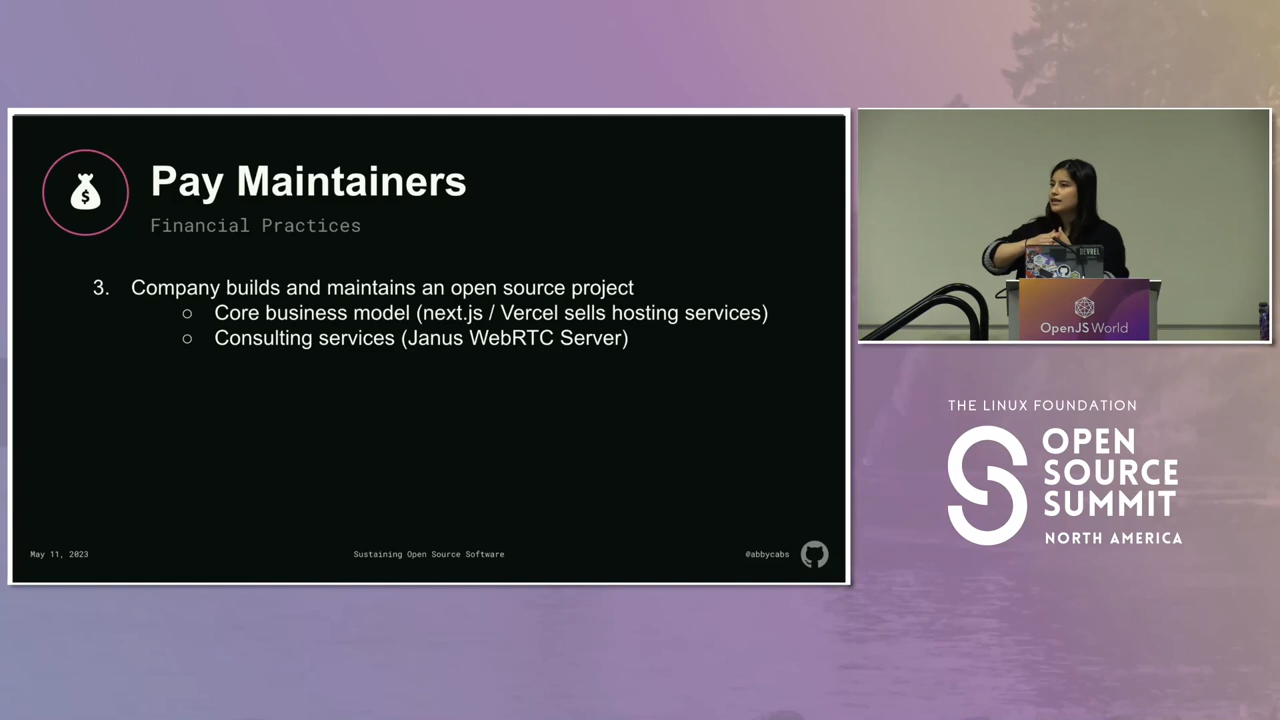 Pay Maintainers
Financial Practices
3. Company builds and maintains an open source project
○ Core business model (next.js / Vercel sells hosting services)
○ Consulting services (Janus WebRTC Server)
May 11, 2023
Sustaining Open Source Software
@abbycabs
DEVREL
OpenJS World
THE LINUX FOUNDATION
OPEN
SOURCE
SUMMIT
NORTH AMERICA